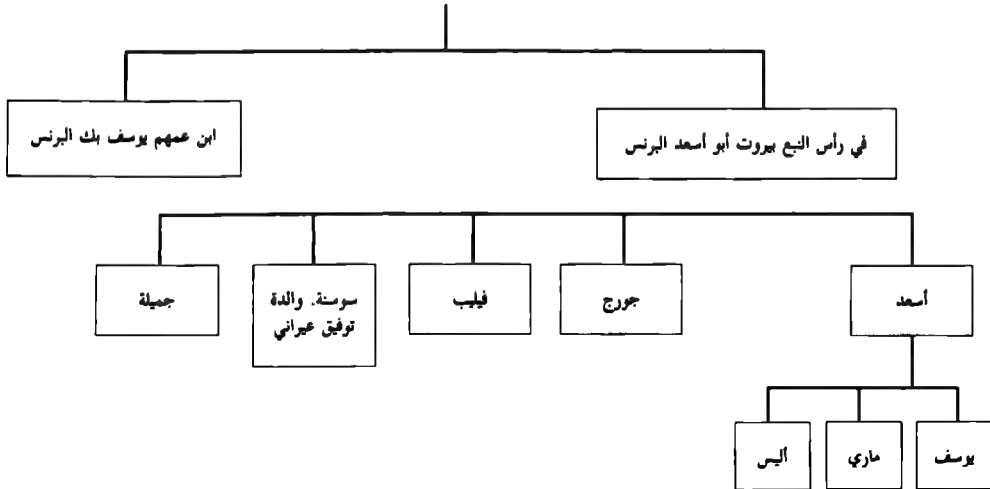 في رأس النبع بيروت أبو أسعد البرنس
ابن عمهم يوسف بك البرنس
أسعد
جورج
فيليب
سوسنة. والدة
توفيق عيراني
جميلة
يوسف
ماري
أليس